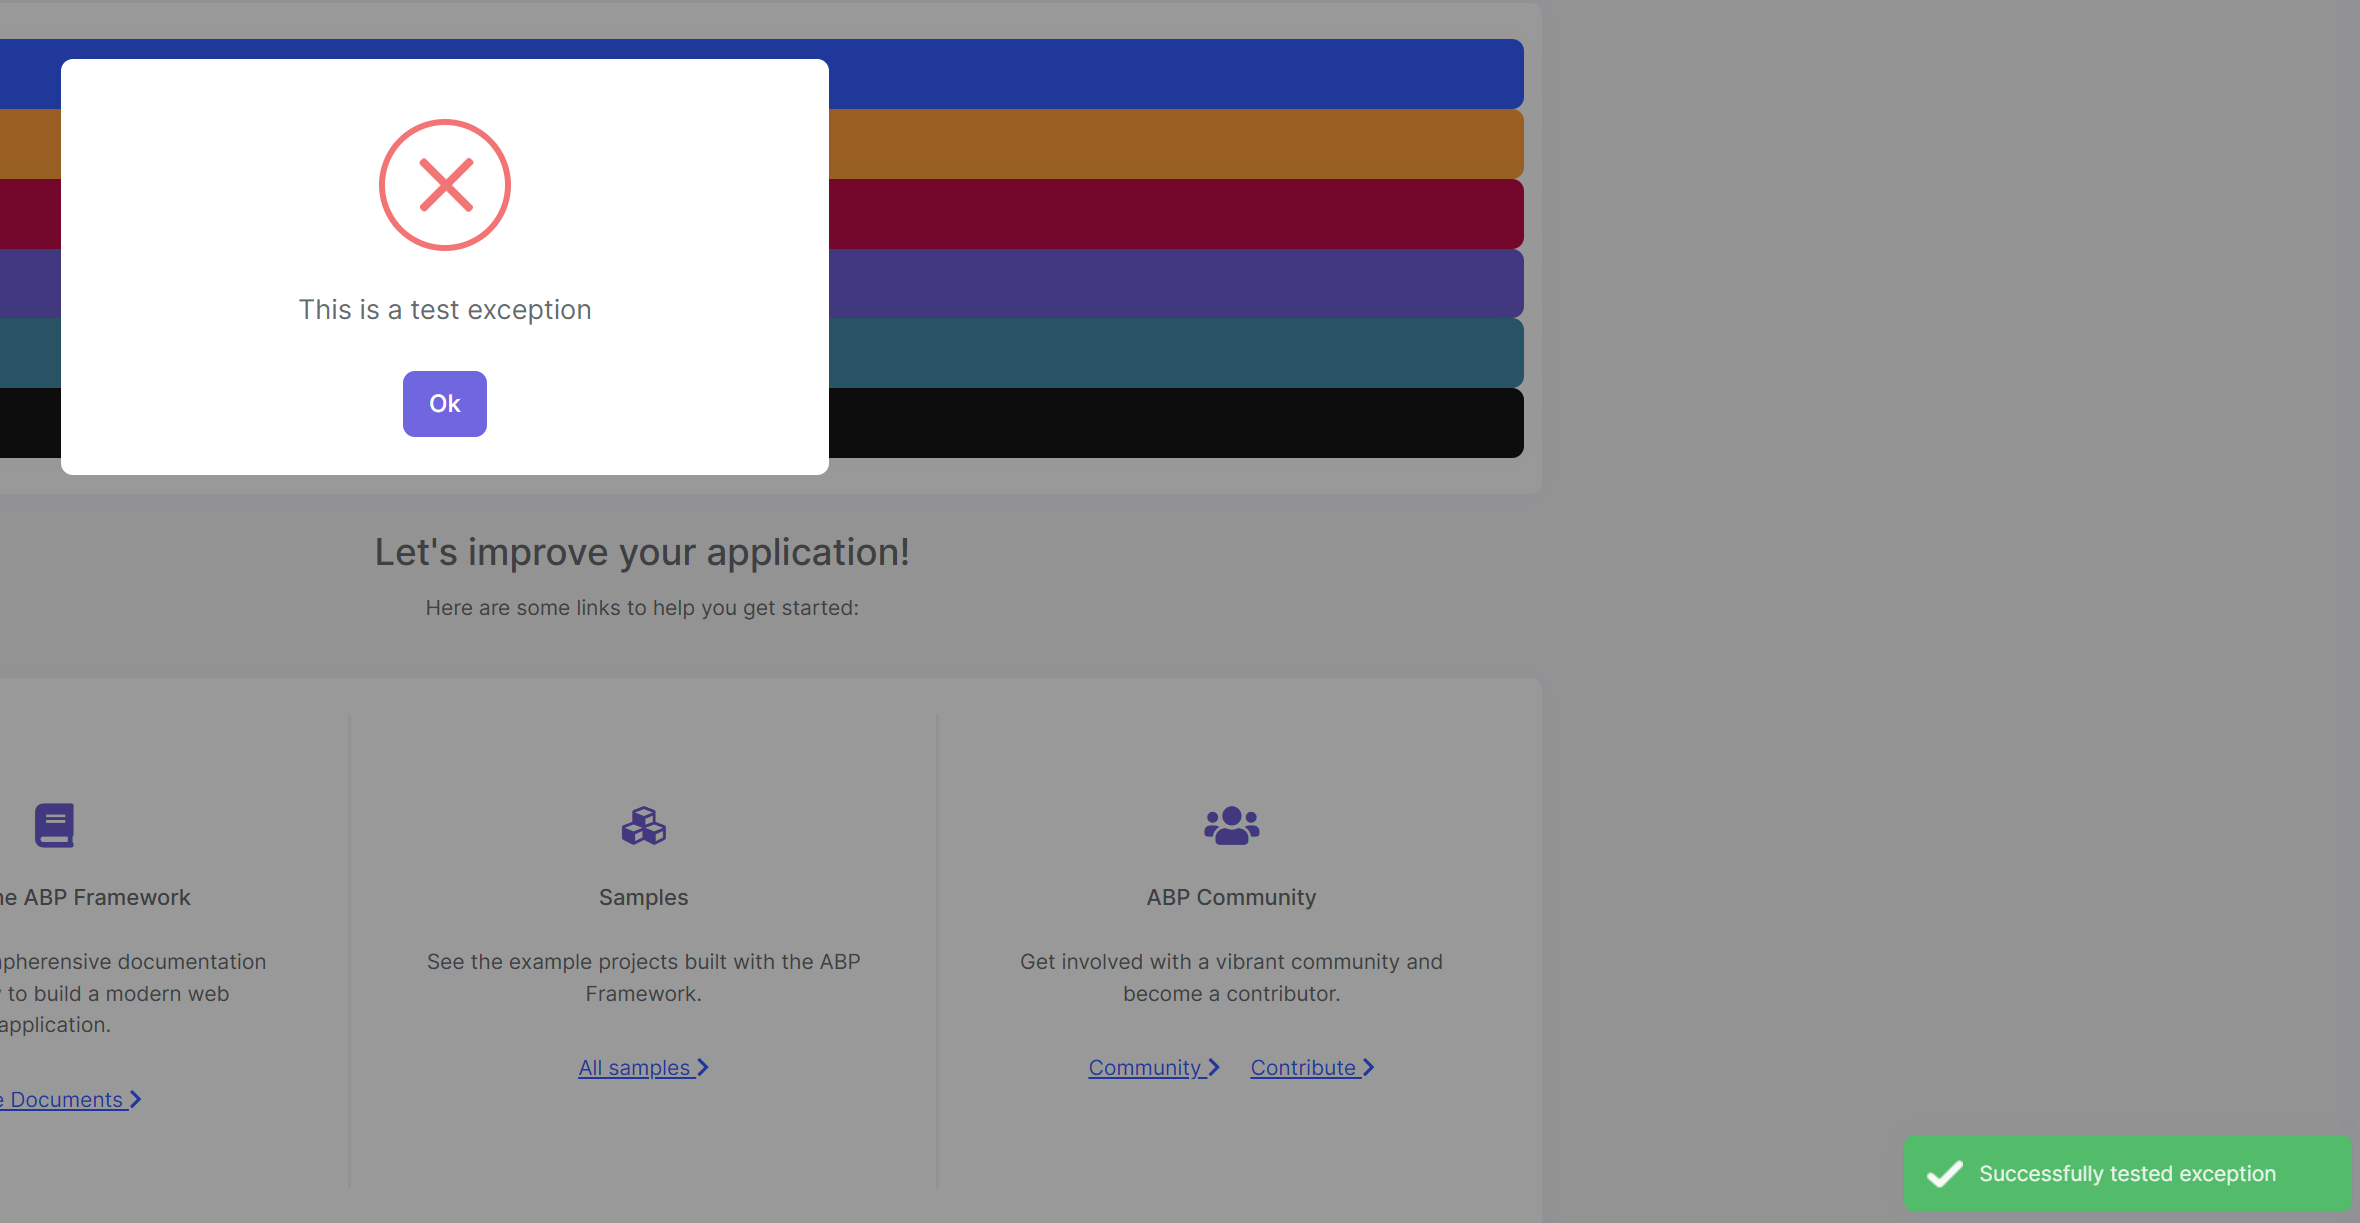 This is a test exception
Ok
Let's improve your application!
Here are some links to help you get started:
ABP Framework
documentation
to build a modern web
application.
Documents
Samples
See the example projects built with the ABP
Framework.
All samples
ABP Community
Get involved with a vibrant community and
become a contributor.
Community
Contribute
Successfully tested exception